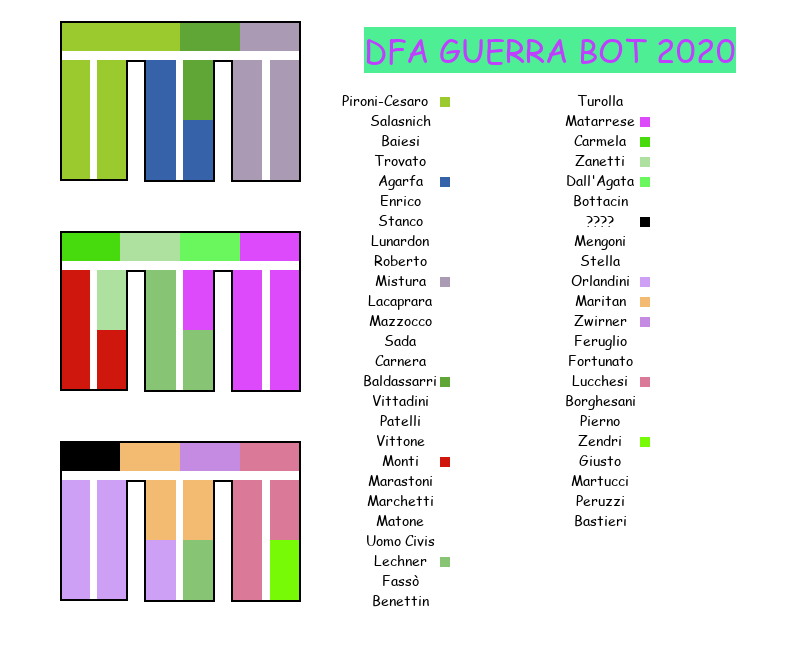 DFA GUERRA BOT 2020
Pironi-Cesaro
Salasnich
Baiesi
Trovato
Agarfa
Enrico
Stanco
Lunardon
Roberto
Mistura
Lacaprara
Mazzocco
Sada
Carnera
Baldassarri
Vittadini
Patelli
Vittone
Monti
Marastoni
Marchetti
Matone
Uomo Civis
Lechner
Fassò
Benettin
Turolla
Matarrese
Carmela
Zanetti
Dall'Agata
Bottacin
????
Mengoni
Stella
Orlandini
Maritan
Zwirner
Feruglio
Fortunato
Lucchesi
Borghesani
Pierno
Zendri
Giusto
Martucci
Peruzzi
Bastieri